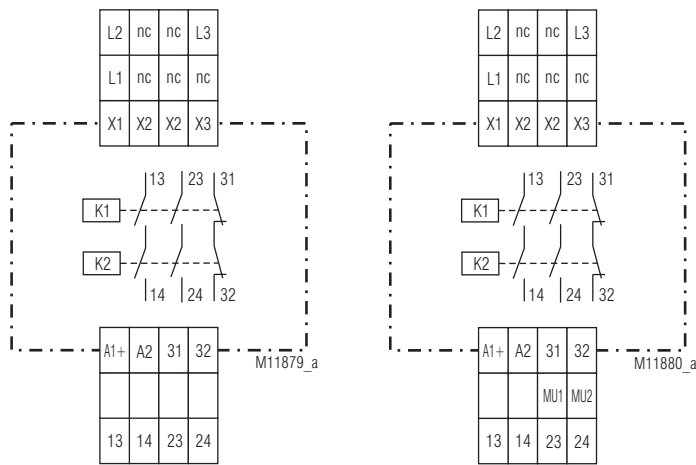 L2 nc nc L3
L1 nc nc nc
X1 X2 X2 X3
13 23 31
K1
K2
14 24 32
A1+ A2 31 32
M11879_a
13 14 23 24
L2 nc nc L3
L1 nc nc nc
X1 X2 X2 X3
13 23 31
K1
K2
14 24 32
A1+ A2 31 32
M11880_a
MU1 MU2
13 14 23 24